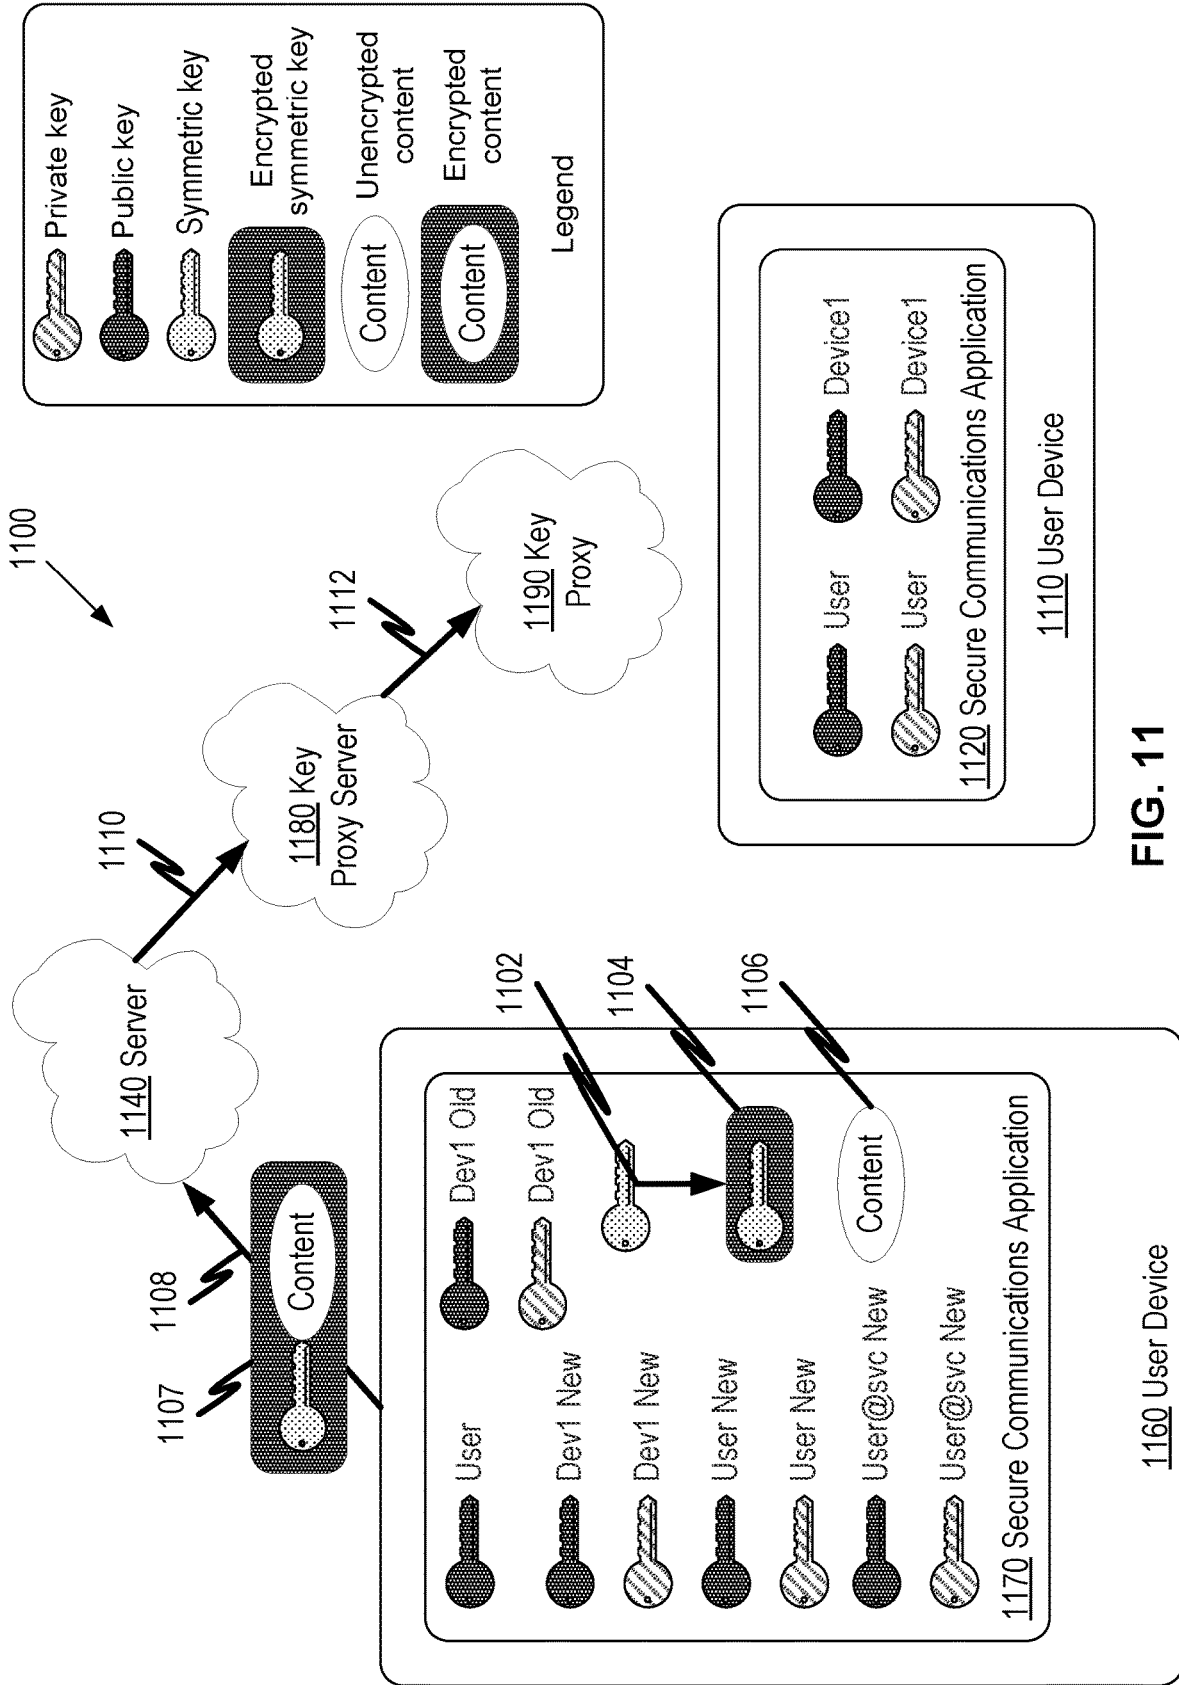 1100
Private key
Public key
Symmetric key
Encrypted
symmetric key
Content
Unencrypted
content
Content
Encrypted
content
Legend
1140 Server
1110
1180 Key
Proxy Server
1112
1190 Key
Proxy
1107
1108
Content
User
Dev1 Old
Dev1 Old
Dev1 New
Dev1 New
User New
User New
User@svc New
User@svc New
1102
1104
1106
Content
1170 Secure Communications Application
1160 User Device
User
Device1
User
Device1
1120 Secure Communications Application
1110 User Device
FIG. 11